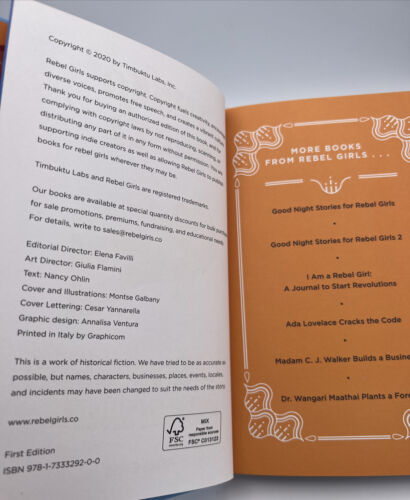 Copyright © 2020 by Timbuktu Labs, Inc.
Rebel Girls supports copyright. Copyright fuels creativity, encourages
diverse voices, promotes free speech, and creates a vibrant
Thank you for buying an authorized edition of this book, and
complying with copyright laws by not reproducing, scanning, or
distributing any part of it in any form without permission. You are
supporting indie creators as well as allowing Rebel Girls to publish
books for rebel girls wherever they may be.
Timbuktu Labs and Rebel Girls are registered trademarks.
Our books are available at special quantity discounts for bulk
for sale promotions, premiums, fundraising, and educational needs.
For details, write to sales@rebelgirls.co
Editorial Director: Elena Favilli
Art Director: Giulia Flamini
Text: Nancy Ohlin
Cover and Illustrations: Montse Galbany
Cover Lettering: Cesar Yannarella
Graphic design: Annalisa Ventura
Printed in Italy by Graphicom
This is a work of historical fiction. We have tried to be as accurate as
possible, but names, characters, businesses, places, events, locales,
and incidents may have been changed to suit the needs of the story.
www.rebelgirls.co
FSC
www.fsc.org
MIX
Paper from
responsible sources
FSC® C013123
First Edition
ISBN 978-1-7333292-0-0
MORE BOOKS
FROM REBEL GIRLS . . .
Good Night Stories for Rebel Girls
•
Good Night Stories for Rebel Girls 2
•
I Am a Rebel Girl:
A Journal to Start Revolutions
•
Ada Lovelace Cracks the Code
•
Madam C. J. Walker Builds a Busine
•
Dr. Wangari Maathai Plants a Fore